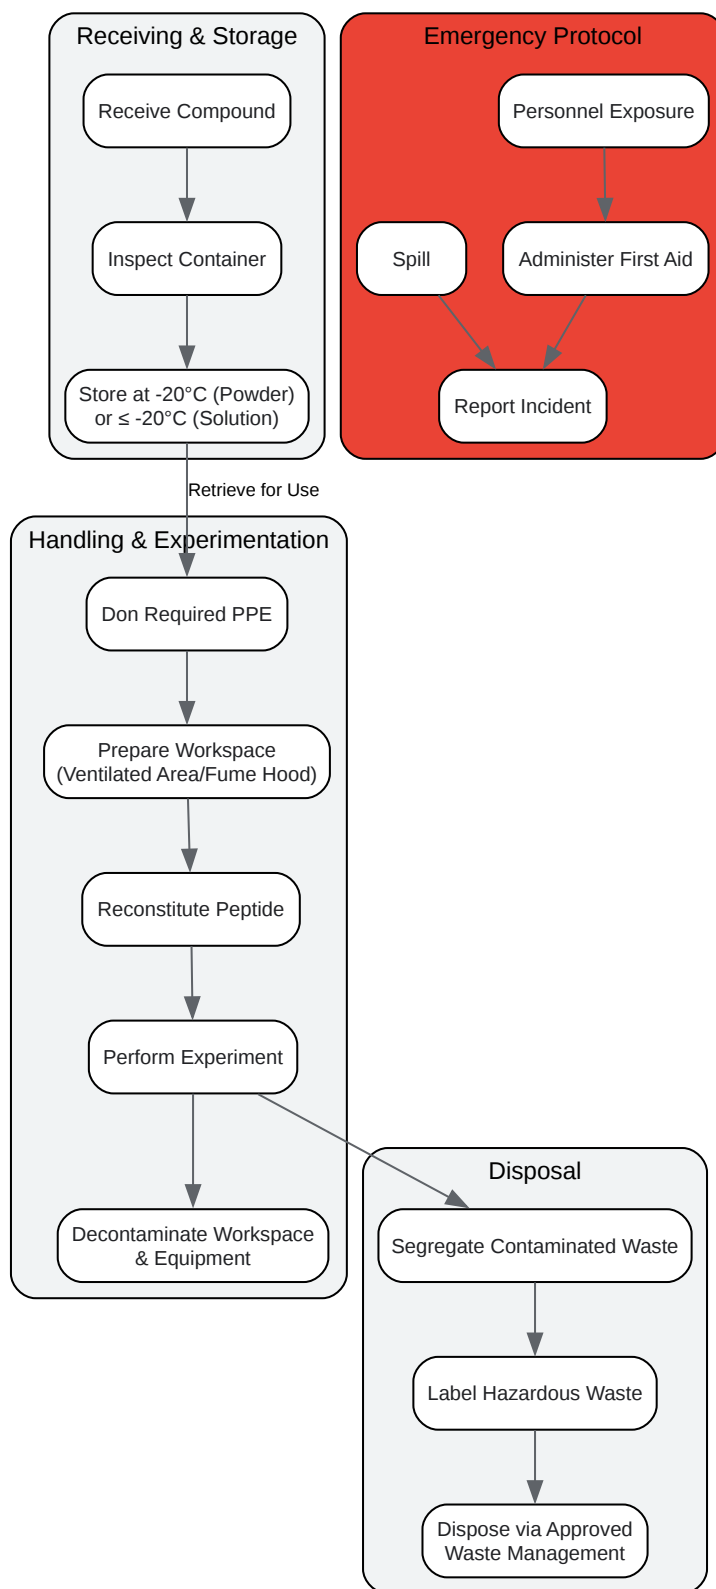 Receiving & Storage
Receive Compound
Inspect Container
Store at -20°C (Powder)
or ≤ -20°C (Solution)
Emergency Protocol
Personnel Exposure
Spill
Administer First Aid
Report Incident
Retrieve for Use
Handling & Experimentation
Don Required PPE
Prepare Workspace
(Ventilated Area/Fume Hood)
Reconstitute Peptide
Perform Experiment
Decontaminate Workspace
& Equipment
Disposal
Segregate Contaminated Waste
Label Hazardous Waste
Dispose via Approved
Waste Management